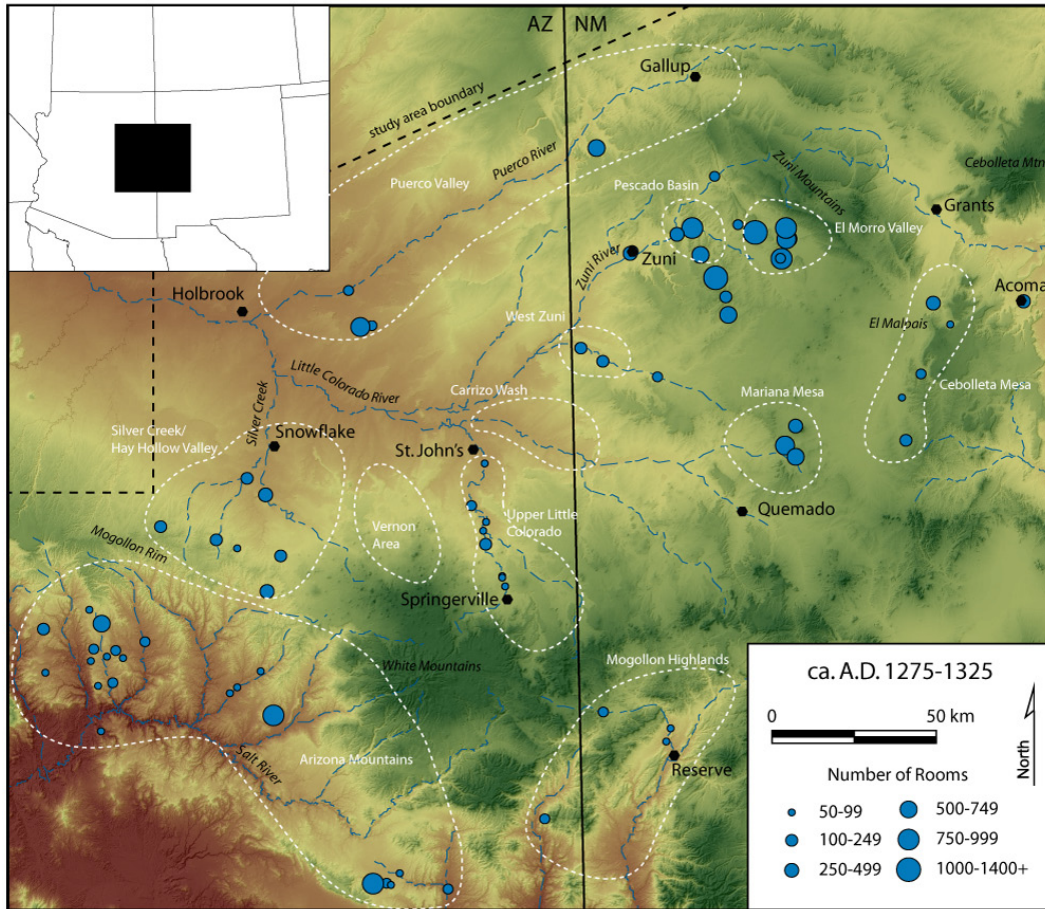 AZ
NM
Gallup
study area boundary
Puerco River
Puerco Valley
Zuni Mountains
Cebolleta Mtn
Pescado Basin
Grants
El Morro Valley
Zuni River
Zuni
Holbrook
Acoma
West Zuni
El Malpais
Little Colorado River
Carrizo Wash
Mariana Mesa
Cebolleta Mesa
Silver Creek
Silver Creek/
Hay Hollow Valley
Snowflake
St. John's
Upper Little
Colorado
Quemado
Vernon
Area
Mogollon Rim
Springerville
White Mountains
Mogollon Highlands
Reserve
Salt River
Arizona Mountains
ca. A.D. 1275-1325
0
50 km
North
Number of Rooms
50-99
100-249
250-499
500-749
750-999
1000-1400+